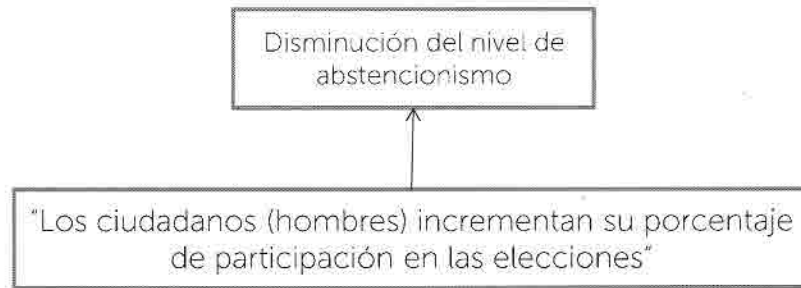 Disminución del nivel de
abstencionismo
"Los ciudadanos (hombres) incrementan su porcentaje
de participación en las elecciones"